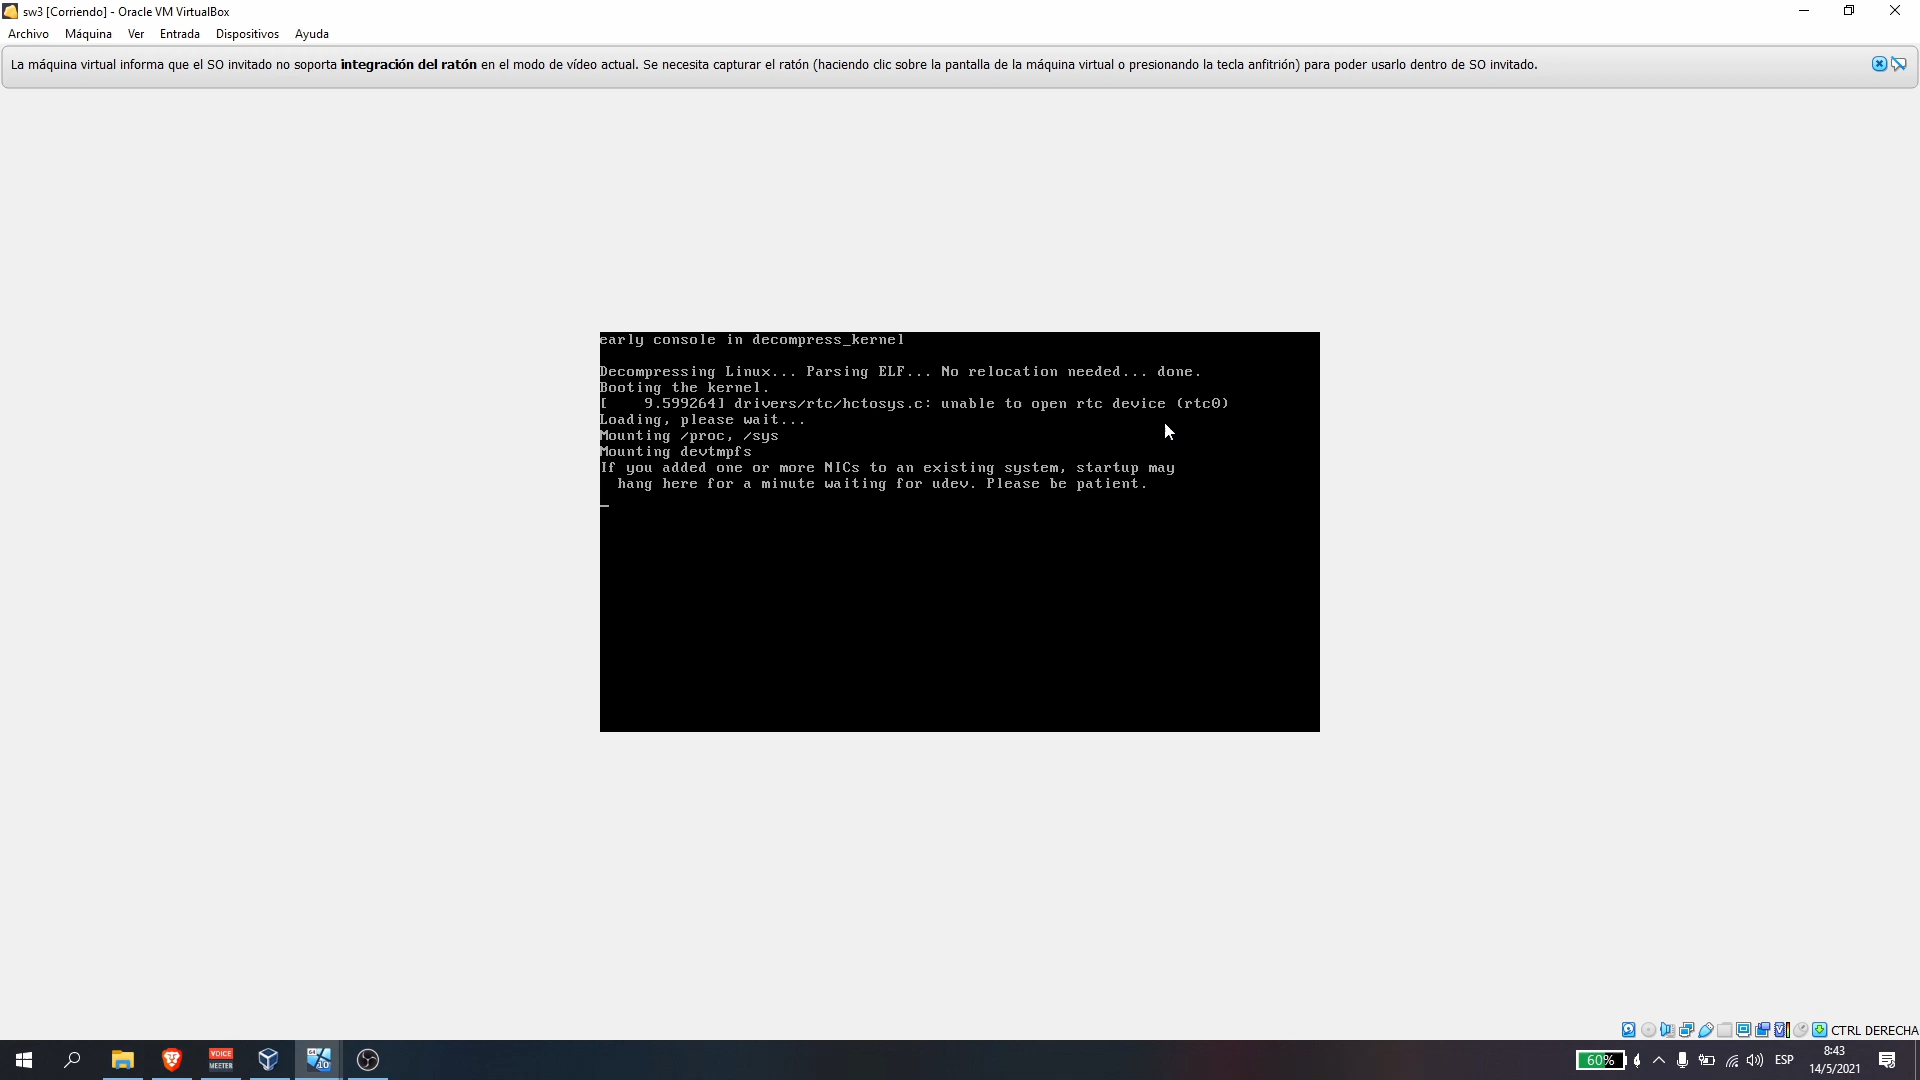 sw3 [Corriendo] - Oracle VM VirtualBox
Archivo Máquina Ver Entrada Dispositivos Ayuda
La máquina virtual informa que el SO invitado no soporta integración del ratón en el modo de vídeo actual. Se necesita capturar el ratón (haciendo clic sobre la pantalla de la máquina virtual o presionando la tecla anfitrión) para poder usarlo dentro de SO invitado.
early console in decompress_kernel
Decompressing Linux... Parsing ELF... No relocation needed... done.
Booting the kernel.
[    9.599264] drivers/rtc/hctosys.c: unable to open rtc device (rtc0)
Loading, please wait...
Mounting /proc, /sys
Mounting devtmpfs
If you added one or more NICs to an existing system, startup may
hang here for a minute waiting for udev. Please be patient.
CTRL DERECHA
VOICE
MEETER
64
10
60%
ESP
8:43
14/5/2021